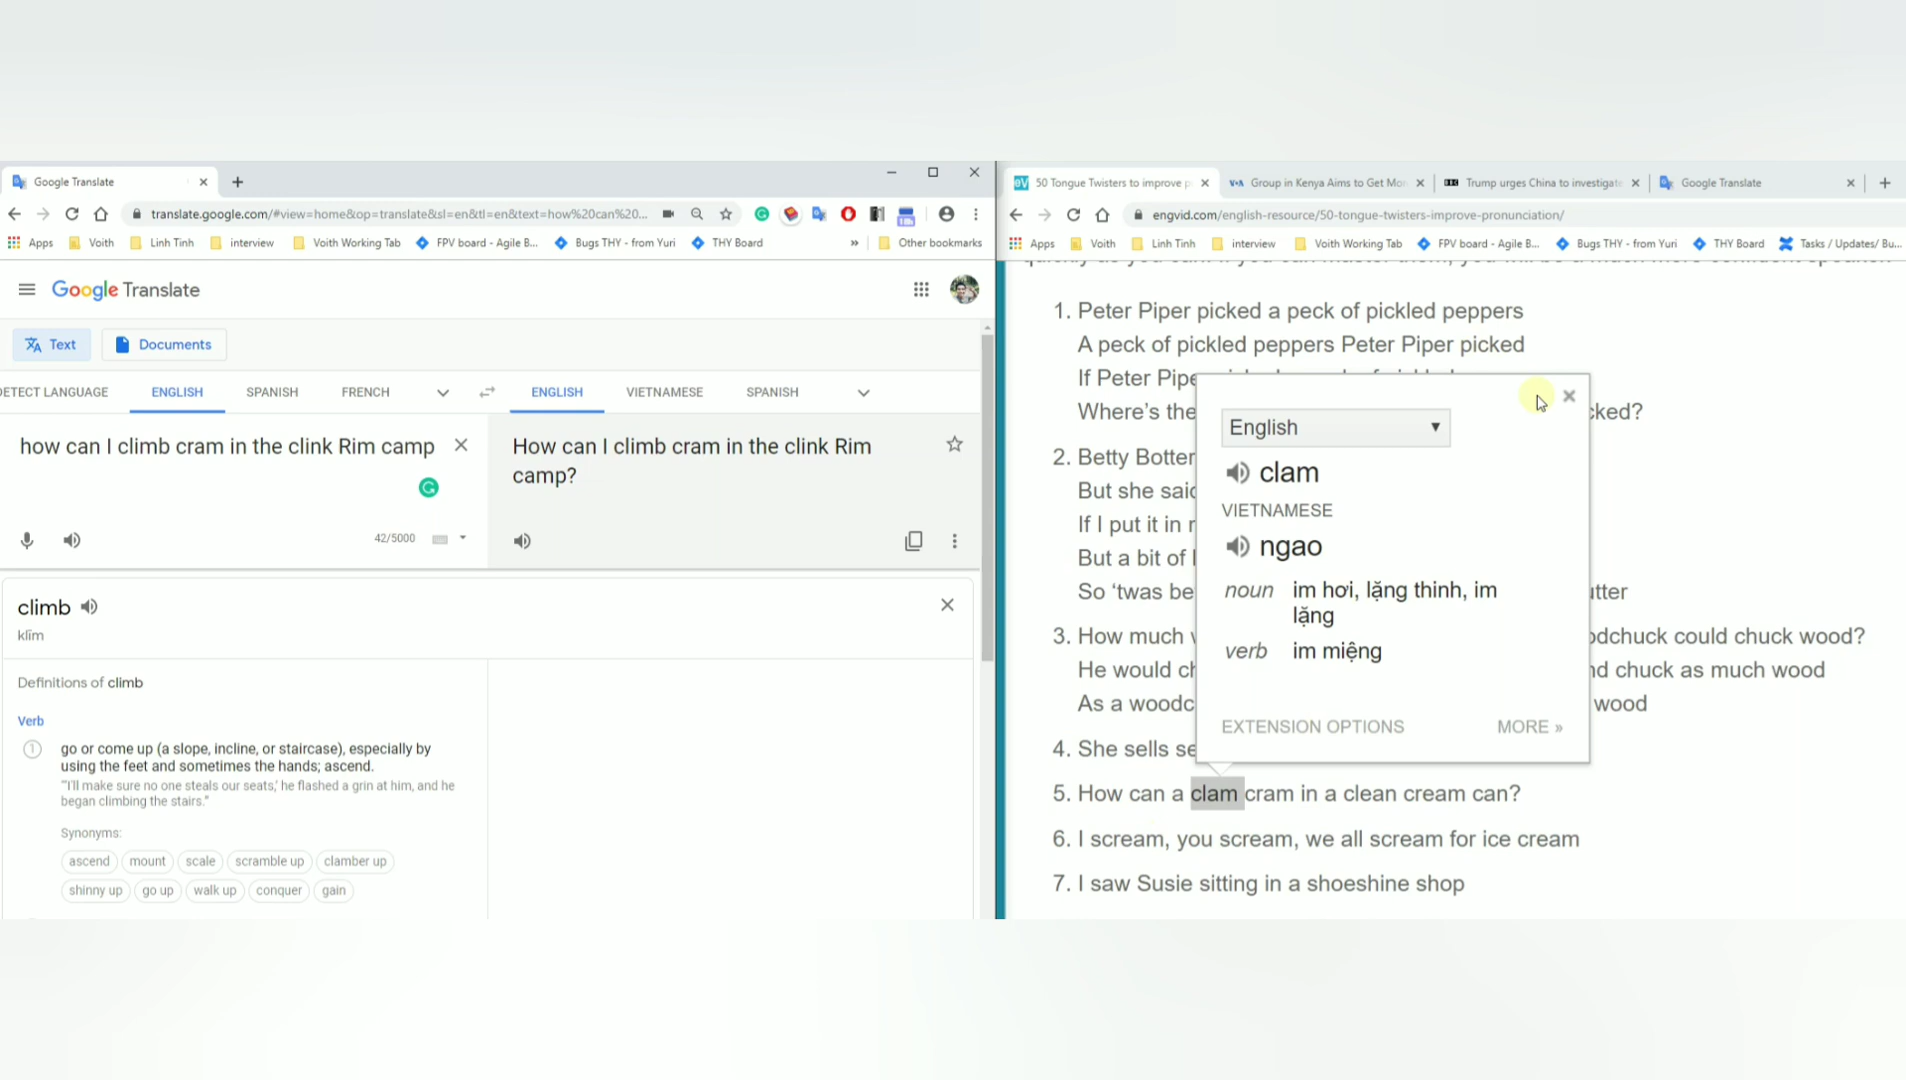 Google Translate
translate.google.com/#view=home&op=translate&sl=en&tl=en&text=how%20can%20...
Apps Voith Linh Tinh interview Voith Working Tab FPV board - Agile B... Bugs THY - from Yuri THY Board » Other bookmarks
Google Translate
Text Documents
DETECT LANGUAGE ENGLISH SPANISH FRENCH ENGLISH VIETNAMESE SPANISH
how can I climb cram in the clink Rim camp
42/5000
How can I climb cram in the clink Rim
camp?
climb
klīm
Definitions of climb
Verb
1 go or come up (a slope, incline, or staircase), especially by
using the feet and sometimes the hands; ascend.
"'I'll make sure no one steals our seats,' he flashed a grin at him, and he
began climbing the stairs."
Synonyms:
ascend mount scale scramble up clamber up
shinny up go up walk up conquer gain
50 Tongue Twisters to improve p Group in Kenya Aims to Get Mon Trump urges China to investigate Google Translate
engvid.com/english-resource/50-tongue-twisters-improve-pronunciation/
Apps Voith Linh Tinh interview Voith Working Tab FPV board - Agile B... Bugs THY - from Yuri THY Board Tasks / Updates/ Bu...
1. Peter Piper picked a peck of pickled peppers
A peck of pickled peppers Peter Piper picked
If Peter Pipe
Where's the cked?
2. Betty Botter
But she said
If I put it in
But a bit of
So 'twas be utter
3. How much odchuck could chuck wood?
He would ch nd chuck as much wood
As a woodc wood
4. She sells se
5. How can a clam cram in a clean cream can?
6. I scream, you scream, we all scream for ice cream
7. I saw Susie sitting in a shoeshine shop
English
clam
VIETNAMESE
ngao
noun im hơi, lặng thinh, im
lặng
verb im miệng
EXTENSION OPTIONS MORE »